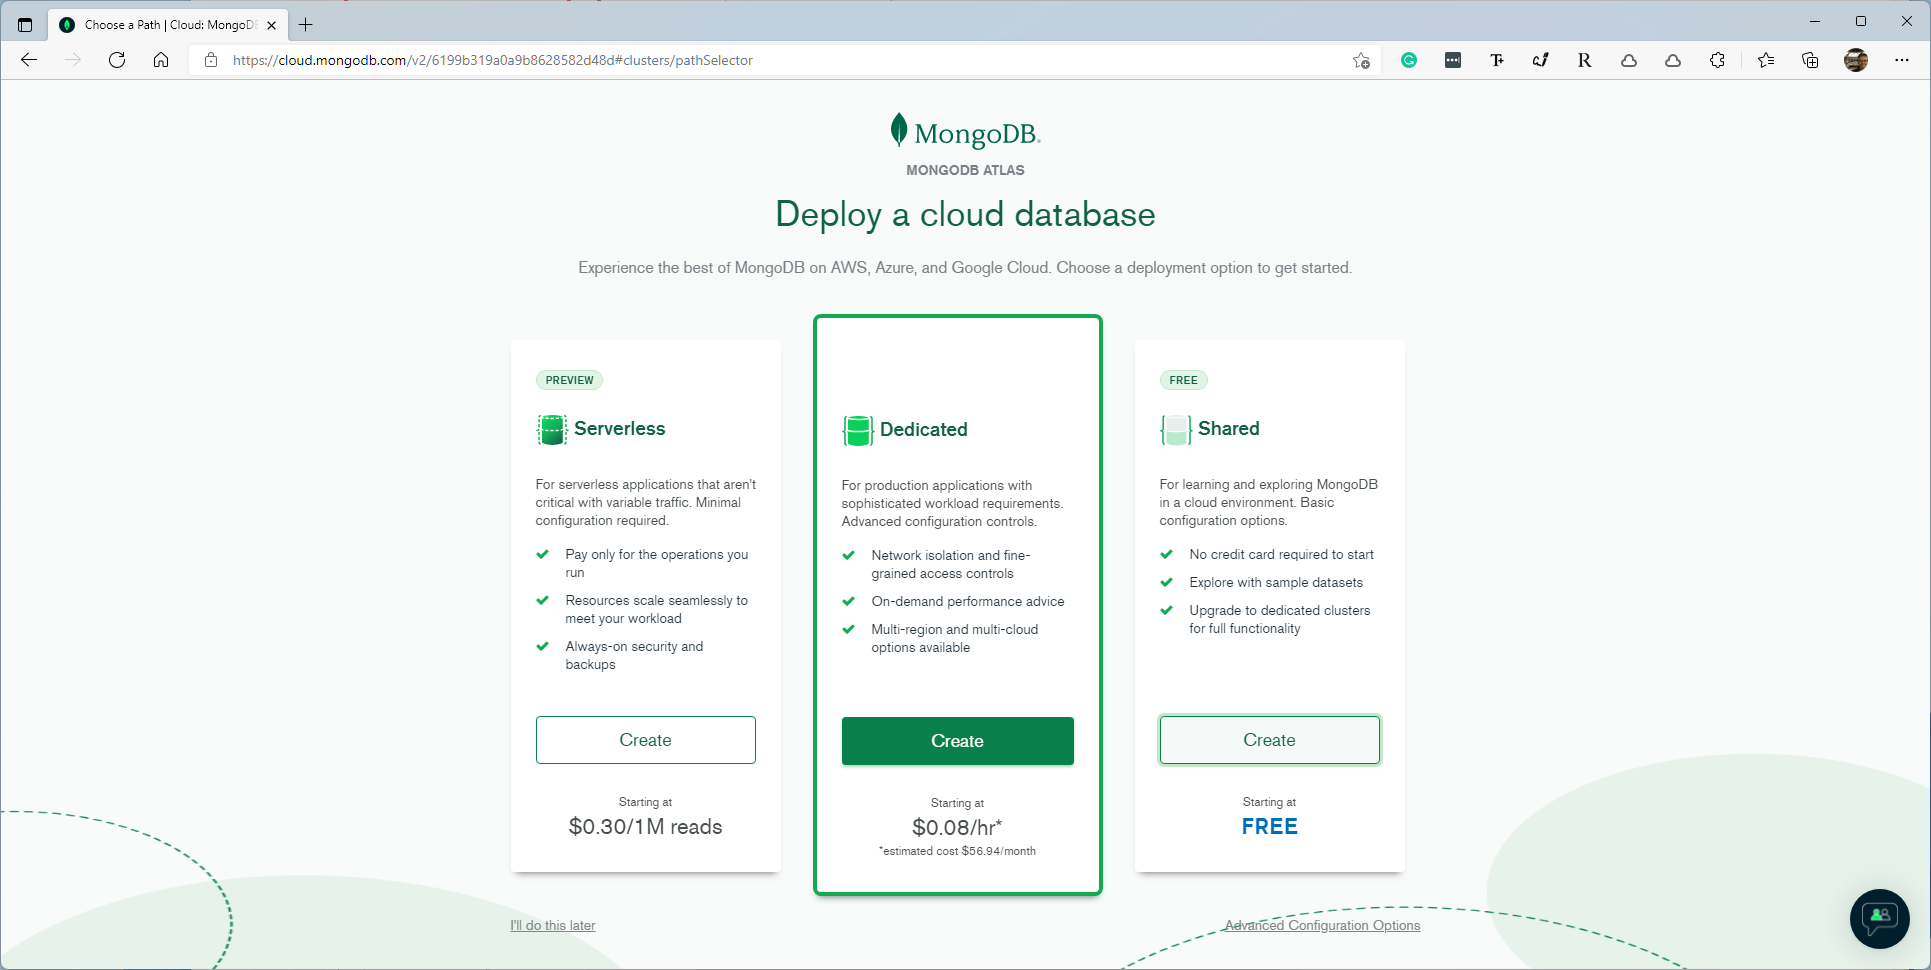 Choose a Path | Cloud: MongoDB
https://cloud.mongodb.com/v2/6199b319a0a9b8628582d48d#clusters/pathSelector
MongoDB.
MONGODB ATLAS
Deploy a cloud database
Experience the best of MongoDB on AWS, Azure, and Google Cloud. Choose a deployment option to get started.
PREVIEW
Serverless
For serverless applications that aren't
critical with variable traffic. Minimal
configuration required.
Pay only for the operations you
run
Resources scale seamlessly to
meet your workload
Always-on security and
backups
Create
Starting at
$0.30/1M reads
Dedicated
For production applications with
sophisticated workload requirements.
Advanced configuration controls.
Network isolation and fine-
grained access controls
On-demand performance advice
Multi-region and multi-cloud
options available
Create
Starting at
$0.08/hr*
*estimated cost $56.94/month
FREE
Shared
For learning and exploring MongoDB
in a cloud environment. Basic
configuration options.
No credit card required to start
Explore with sample datasets
Upgrade to dedicated clusters
for full functionality
Create
Starting at
FREE
I'll do this later
Advanced Configuration Options